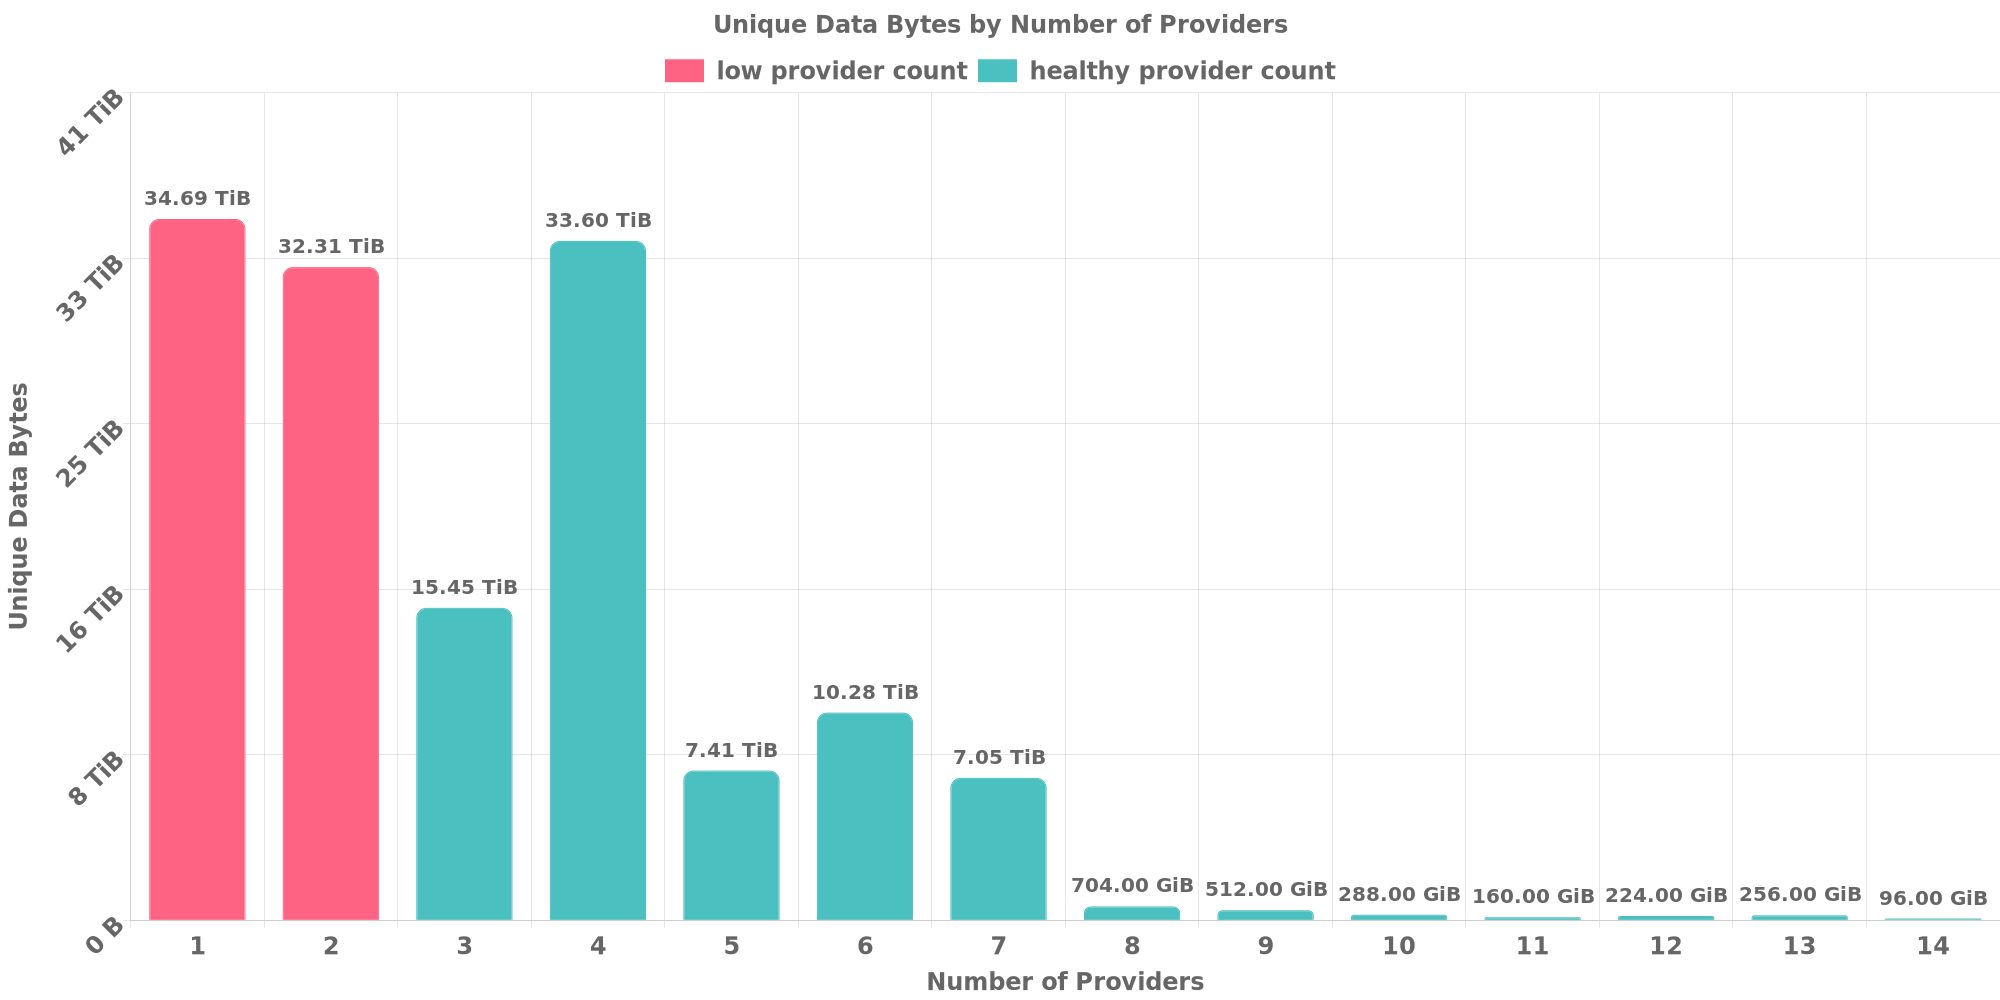 Unique Data Bytes by Number of Providers
low provider count healthy provider count
41 TiB
33 TiB
25 TiB
16 TiB
8 TiB
0 B
Unique Data Bytes
34.69 TiB
32.31 TiB
15.45 TiB
33.60 TiB
7.41 TiB
10.28 TiB
7.05 TiB
704.00 GiB
512.00 GiB
288.00 GiB
160.00 GiB
224.00 GiB
256.00 GiB
96.00 GiB
1 2 3 4 5 6 7 8 9 10 11 12 13 14
Number of Providers